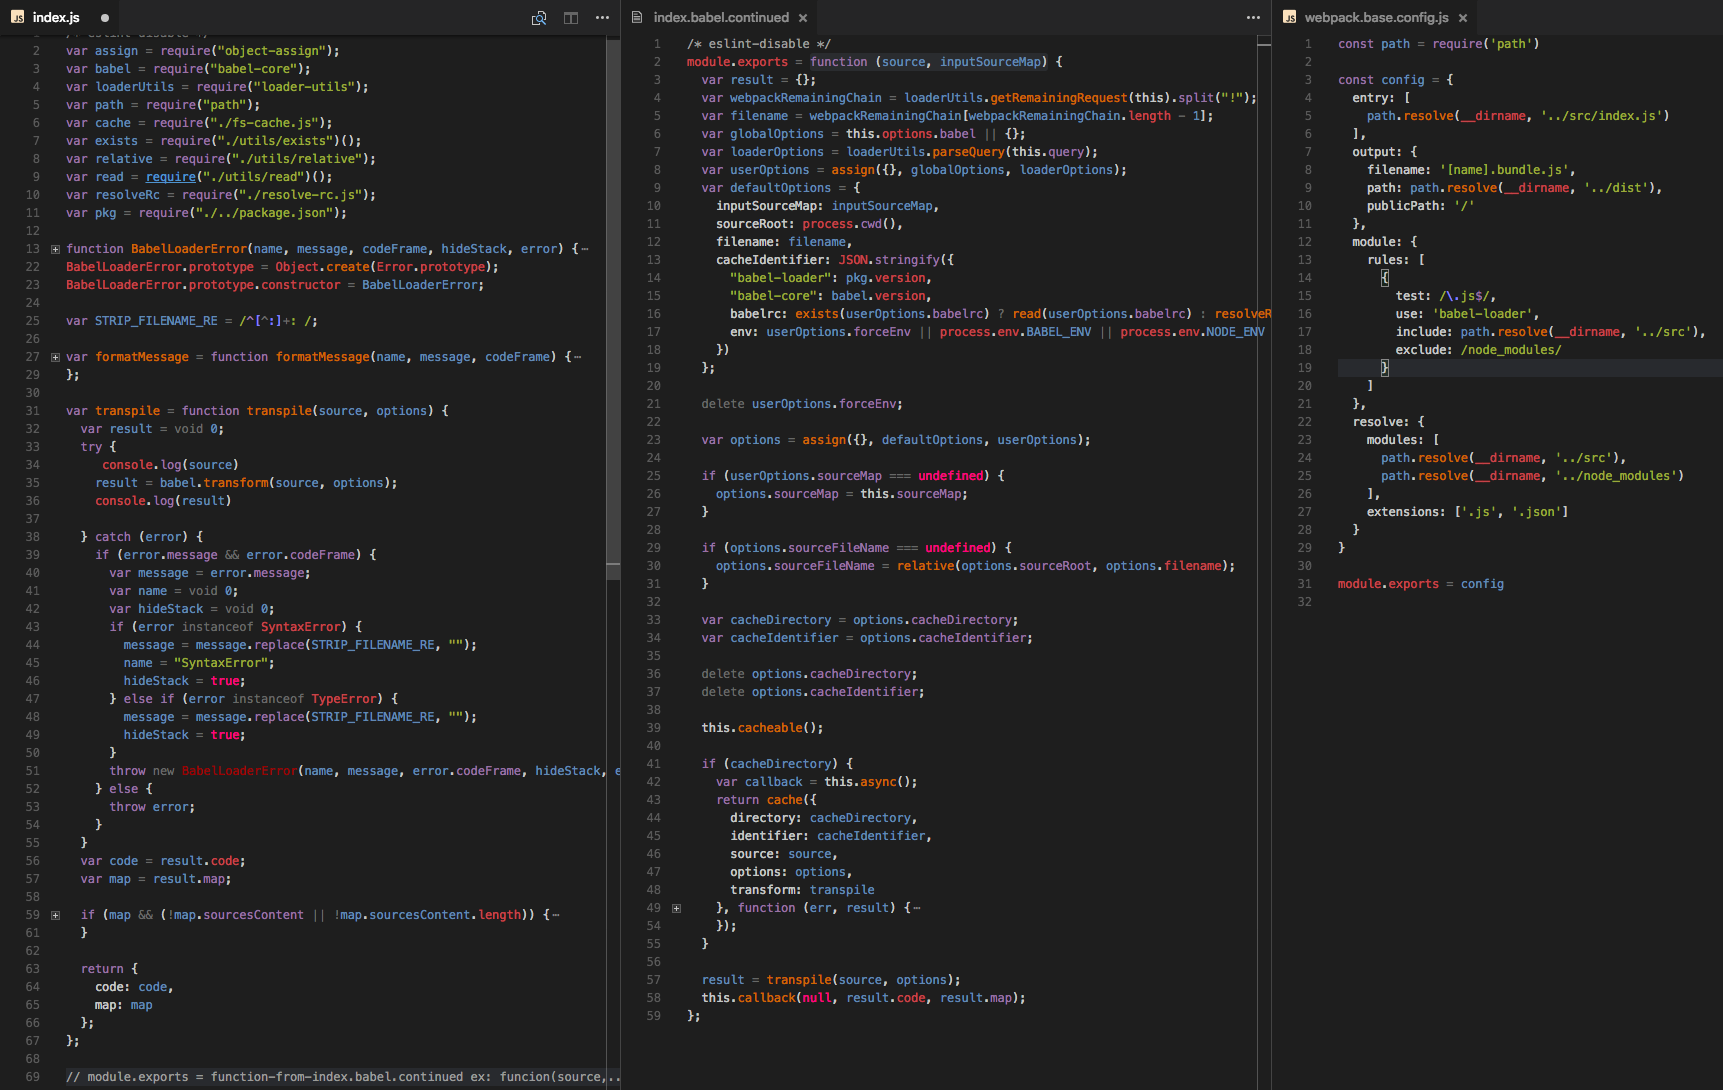 index.js
/* eslint-disable */
2 var assign = require("object-assign");
3 var babel = require("babel-core");
4 var loaderUtils = require("loader-utils");
5 var path = require("path");
6 var cache = require("./fs-cache.js");
7 var exists = require("./utils/exists")();
8 var relative = require("./utils/relative");
9 var read = require("./utils/read")();
10 var resolveRc = require("./resolve-rc.js");
11 var pkg = require("./../package.json");
12
13 function BabelLoaderError(name, message, codeFrame, hideStack, error) {⋯
22 BabelLoaderError.prototype = Object.create(Error.prototype);
23 BabelLoaderError.prototype.constructor = BabelLoaderError;
24
25 var STRIP_FILENAME_RE = /^[^:]+: /;
26
27 var formatMessage = function formatMessage(name, message, codeFrame) {⋯
29 };
30
31 var transpile = function transpile(source, options) {
32 var result = void 0;
33 try {
34 console.log(source)
35 result = babel.transform(source, options);
36 console.log(result)
37
38 } catch (error) {
39 if (error.message && error.codeFrame) {
40 var message = error.message;
41 var name = void 0;
42 var hideStack = void 0;
43 if (error instanceof SyntaxError) {
44 message = message.replace(STRIP_FILENAME_RE, "");
45 name = "SyntaxError";
46 hideStack = true;
47 } else if (error instanceof TypeError) {
48 message = message.replace(STRIP_FILENAME_RE, "");
49 hideStack = true;
50 }
51 throw new BabelLoaderError(name, message, error.codeFrame, hideStack, e
52 } else {
53 throw error;
54 }
55 }
56 var code = result.code;
57 var map = result.map;
58
59 if (map && (!map.sourcesContent || !map.sourcesContent.length)) {⋯
61 }
62
63 return {
64 code: code,
65 map: map
66 };
67 };
68
69 // module.exports = function-from-index.babel.continued ex: funcion(source,..
index.babel.continued
1 /* eslint-disable */
2 module.exports = function (source, inputSourceMap) {
3 var result = {};
4 var webpackRemainingChain = loaderUtils.getRemainingRequest(this).split("!");
5 var filename = webpackRemainingChain[webpackRemainingChain.length - 1];
6 var globalOptions = this.options.babel || {};
7 var loaderOptions = loaderUtils.parseQuery(this.query);
8 var userOptions = assign({}, globalOptions, loaderOptions);
9 var defaultOptions = {
10 inputSourceMap: inputSourceMap,
11 sourceRoot: process.cwd(),
12 filename: filename,
13 cacheIdentifier: JSON.stringify({
14 "babel-loader": pkg.version,
15 "babel-core": babel.version,
16 babelrc: exists(userOptions.babelrc) ? read(userOptions.babelrc) : resolveR
17 env: userOptions.forceEnv || process.env.BABEL_ENV || process.env.NODE_ENV
18 })
19 };
20
21 delete userOptions.forceEnv;
22
23 var options = assign({}, defaultOptions, userOptions);
24
25 if (userOptions.sourceMap === undefined) {
26 options.sourceMap = this.sourceMap;
27 }
28
29 if (options.sourceFileName === undefined) {
30 options.sourceFileName = relative(options.sourceRoot, options.filename);
31 }
32
33 var cacheDirectory = options.cacheDirectory;
34 var cacheIdentifier = options.cacheIdentifier;
35
36 delete options.cacheDirectory;
37 delete options.cacheIdentifier;
38
39 this.cacheable();
40
41 if (cacheDirectory) {
42 var callback = this.async();
43 return cache({
44 directory: cacheDirectory,
45 identifier: cacheIdentifier,
46 source: source,
47 options: options,
48 transform: transpile
49 }, function (err, result) {⋯
54 });
55 }
56
57 result = transpile(source, options);
58 this.callback(null, result.code, result.map);
59 };
webpack.base.config.js
1 const path = require('path')
2
3 const config = {
4 entry: [
5 path.resolve(__dirname, '../src/index.js')
6 ],
7 output: {
8 filename: '[name].bundle.js',
9 path: path.resolve(__dirname, '../dist'),
10 publicPath: '/'
11 },
12 module: {
13 rules: [
14 {
15 test: /\.js$/,
16 use: 'babel-loader',
17 include: path.resolve(__dirname, '../src'),
18 exclude: /node_modules/
19 }
20 ]
21 },
22 resolve: {
23 modules: [
24 path.resolve(__dirname, '../src'),
25 path.resolve(__dirname, '../node_modules')
26 ],
27 extensions: ['.js', '.json']
28 }
29 }
30
31 module.exports = config
32